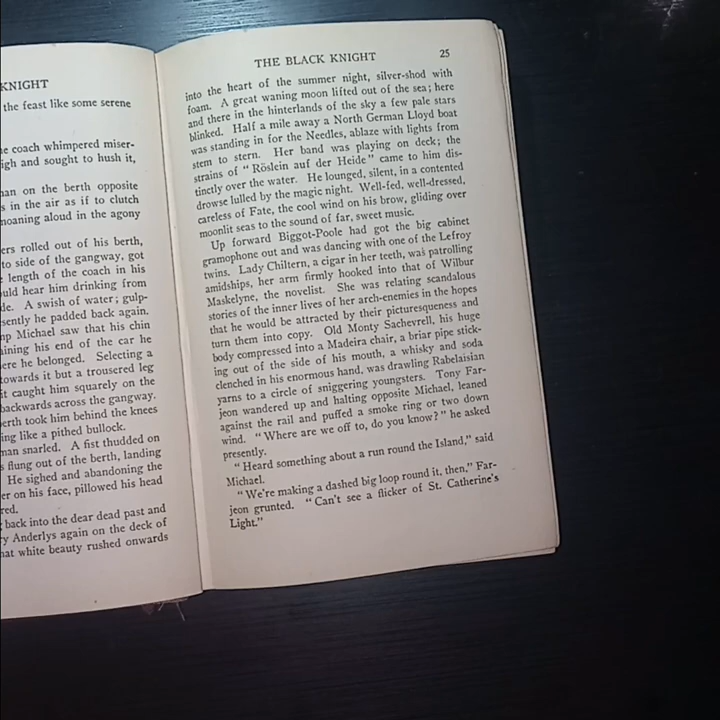 KNIGHT
the feast like some serene
coach whimpered miser-
igh and sought to hush it,
an on the berth opposite
s in the air as if to clutch
moaning aloud in the agony
ers rolled out of his berth,
to side of the gangway, got
length of the coach in his
uld hear him drinking from
de. A swish of water; gulp-
sently he padded back again.
mp Michael saw that his chin
aining his end of the car he
ere he belonged. Selecting a
towards it but a trousered leg
it caught him squarely on the
backwards across the gangway.
berth took him behind the knees
ing like a pithed bullock.
man snarled. A fist thudded on
s flung out of the berth, landing
He sighed and abandoning the
er on his face, pillowed his head
red.
back into the dear dead past and
ry Anderlys again on the deck of
hat white beauty rushed onwards
THE BLACK KNIGHT 25
into the heart of the summer night, silver-shod with
foam. A great waning moon lifted out of the sea; here
and there in the hinterlands of the sky a few pale stars
blinked. Half a mile away a North German Lloyd boat
was standing in for the Needles, ablaze with lights from
stem to stern. Her band was playing on deck; the
strains of "Röslein auf der Heide" came to him dis-
tinctly over the water. He lounged, silent, in a contented
drowse lulled by the magic night. Well-fed, well-dressed,
careless of Fate, the cool wind on his brow, gliding over
moonlit seas to the sound of far, sweet music.
Up forward Biggot-Poole had got the big cabinet
gramophone out and was dancing with one of the Lefroy
twins. Lady Chiltern, a cigar in her teeth, was patrolling
amidships, her arm firmly hooked into that of Wilbur
Maskelyne, the novelist. She was relating scandalous
stories of the inner lives of her arch-enemies in the hopes
that he would be attracted by their picturesqueness and
turn them into copy. Old Monty Sachevrell, his huge
body compressed into a Madeira chair, a briar pipe stick-
ing out of the side of his mouth, a whisky and soda
clenched in his enormous hand, was drawling Rabelaisian
yarns to a circle of sniggering youngsters. Tony Far-
jeon wandered up and halting opposite Michael, leaned
against the rail and puffed a smoke ring or two down
wind. "Where are we off to, do you know?" he asked
presently.
"Heard something about a run round the Island," said
Michael.
"We're making a dashed big loop round it, then." Far-
jeon grunted. "Can't see a flicker of St. Catherine's
Light."